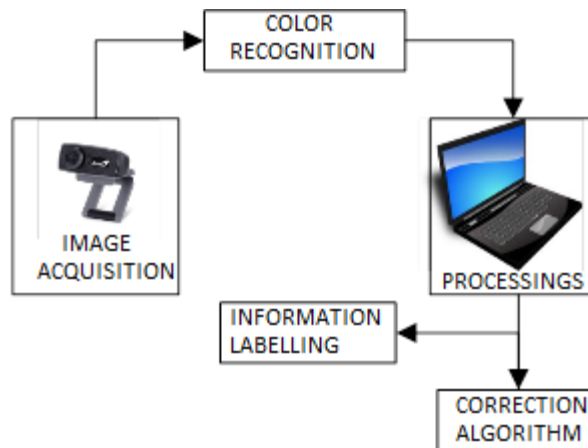 COLOR
RECOGNITION
IMAGE
ACQUISITION
PROCESSINGS
INFORMATION
LABELLING
CORRECTION
ALGORITHM